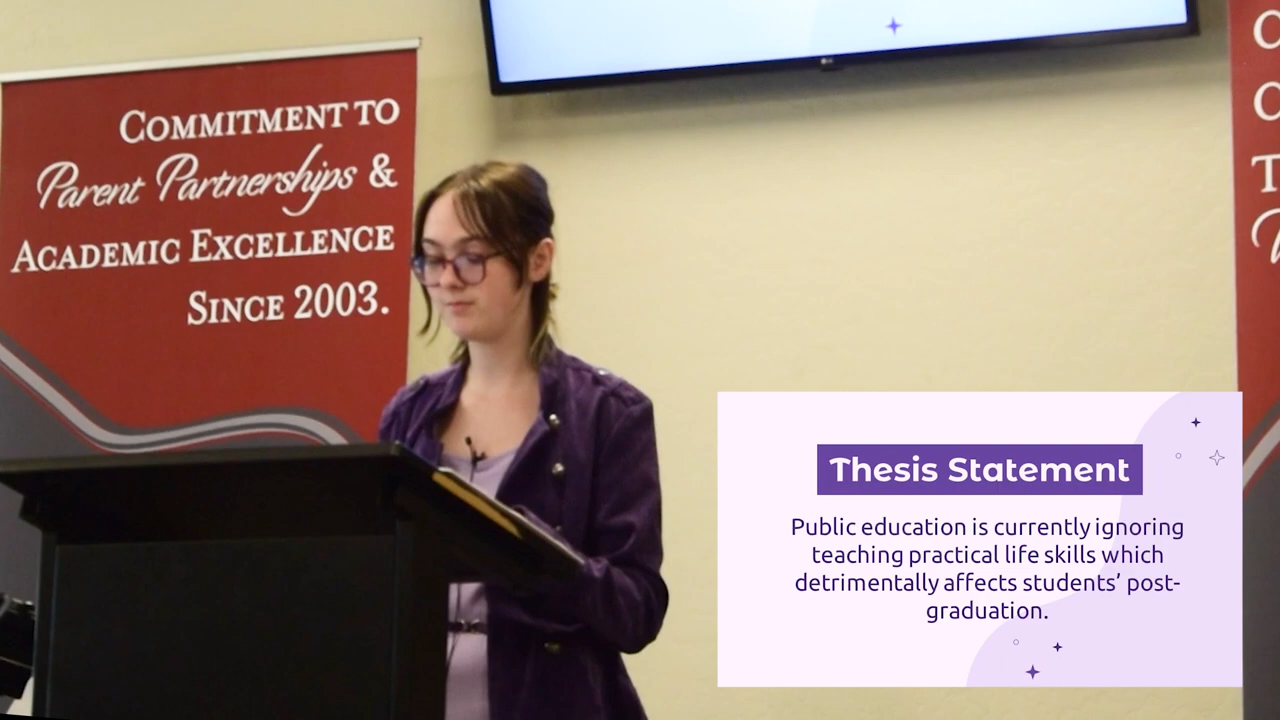 COMMITMENT TO
Parent Partnerships &
ACADEMIC EXCELLENCE
SINCE 2003.
LG
Thesis Statement
Public education is currently ignoring
teaching practical life skills which
detrimentally affects students’ post-
graduation.